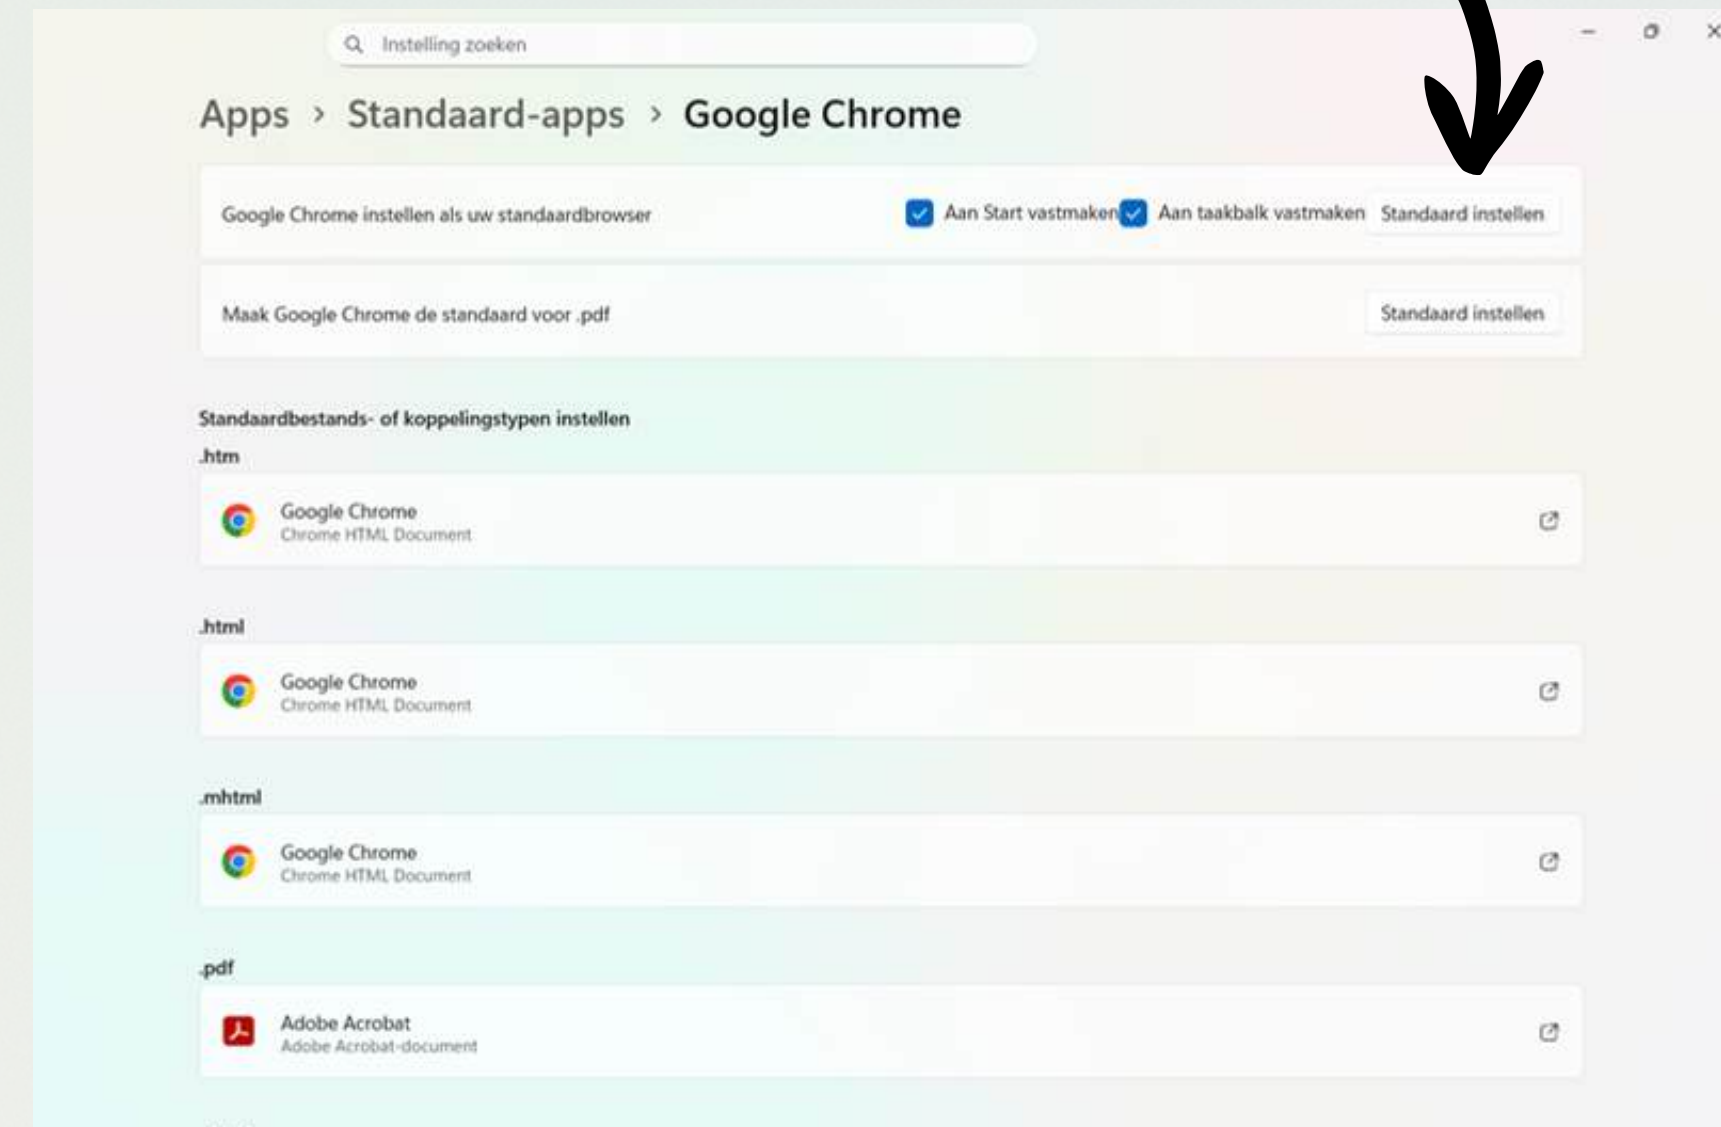 Instelling zoeken
Apps > Standaard-apps > Google Chrome
Google Chrome instellen als uw standaardbrowser Aan Start vastmaken Aan taakbalk vastmaken Standaard instellen
Maak Google Chrome de standaard voor .pdf Standaard instellen
Standaardbestands- of koppelingstypen instellen
.htm
Google Chrome
Chrome HTML Document
.html
Google Chrome
Chrome HTML Document
.mhtml
Google Chrome
Chrome HTML Document
.pdf
Adobe Acrobat
Adobe Acrobat-document